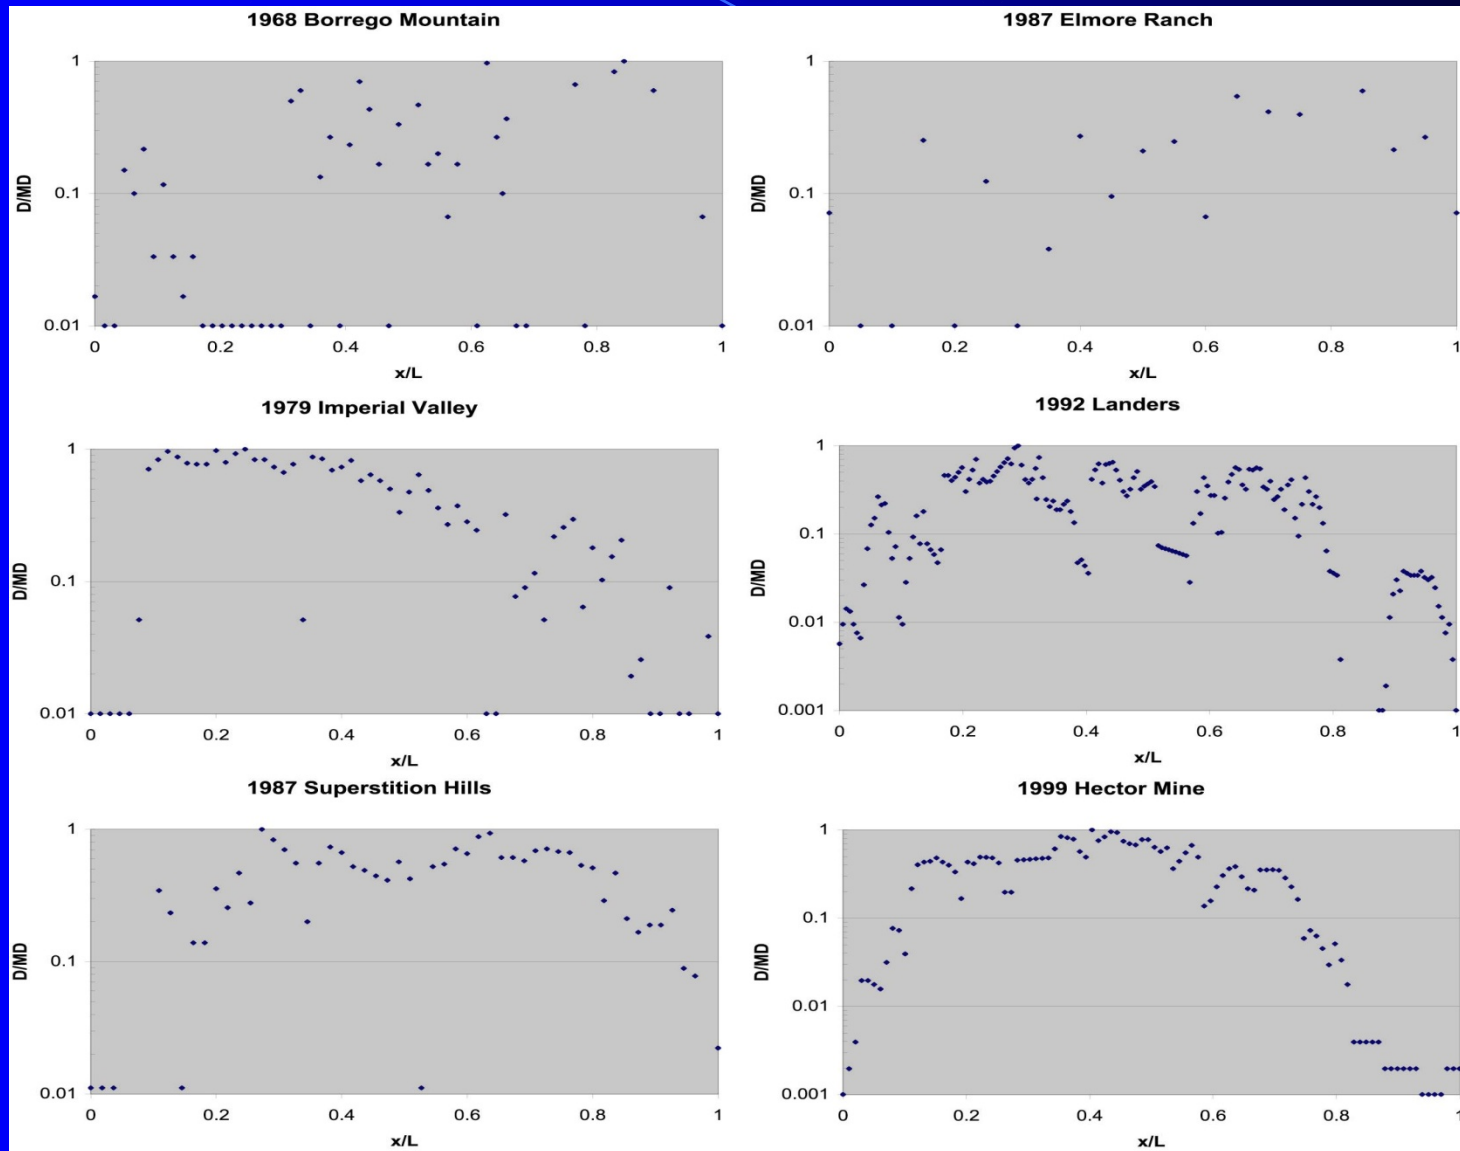 1968 Borrego Mountain
1
0.1
0.01
D/MD
0 0.2 0.4 0.6 0.8 1
x/L
1987 Elmore Ranch
1
0.1
0.01
D/MD
0 0.2 0.4 0.6 0.8 1
x/L
1979 Imperial Valley
1
0.1
0.01
D/MD
0 0.2 0.4 0.6 0.8 1
x/L
1992 Landers
1
0.1
0.01
0.001
D/MD
0 0.2 0.4 0.6 0.8 1
x/L
1987 Superstition Hills
1
0.1
0.01
D/MD
0 0.2 0.4 0.6 0.8 1
x/L
1999 Hector Mine
1
0.1
0.01
0.001
D/MD
0 0.2 0.4 0.6 0.8 1
x/L